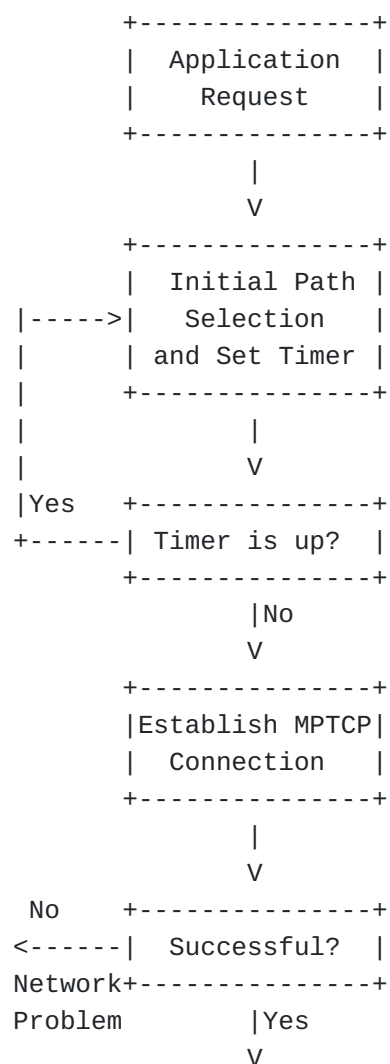 +---------------+
|  Application  |
|    Request    |
+---------------+
|
V
+---------------+
|  Initial Path |
|----->|   Selection   |
|      | and Set Timer |
|      +---------------+
|              |
|              V
|Yes   +---------------+
+------| Timer is up?  |
+---------------+
|No
V
+---------------+
|Establish MPTCP|
|  Connection   |
+---------------+
|
V
No    +---------------+
<------|  Successful?  |
Network+---------------+
Problem        |Yes
V